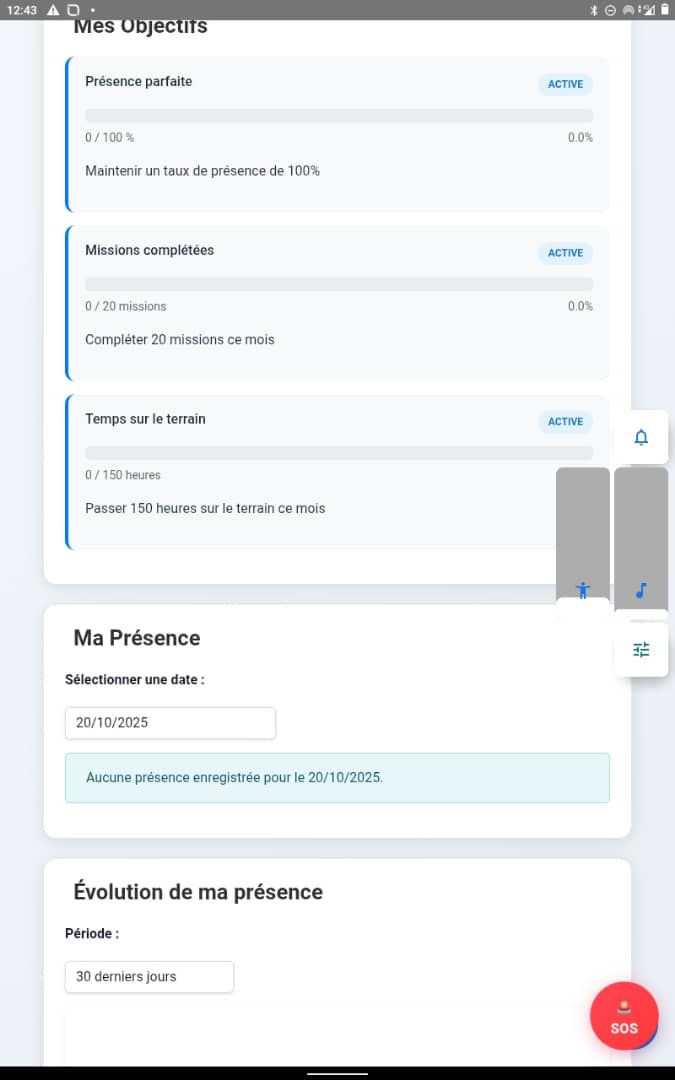 12:43
Mes Objectifs
Présence parfaite
ACTIVE
0 / 100 %
0.0%
Maintenir un taux de présence de 100%
Missions complétées
ACTIVE
0 / 20 missions
0.0%
Compléter 20 missions ce mois
Temps sur le terrain
ACTIVE
0 / 150 heures
Passer 150 heures sur le terrain ce mois
Ma Présence
Sélectionner une date :
20/10/2025
Aucune présence enregistrée pour le 20/10/2025.
Évolution de ma présence
Période :
30 derniers jours
SOS